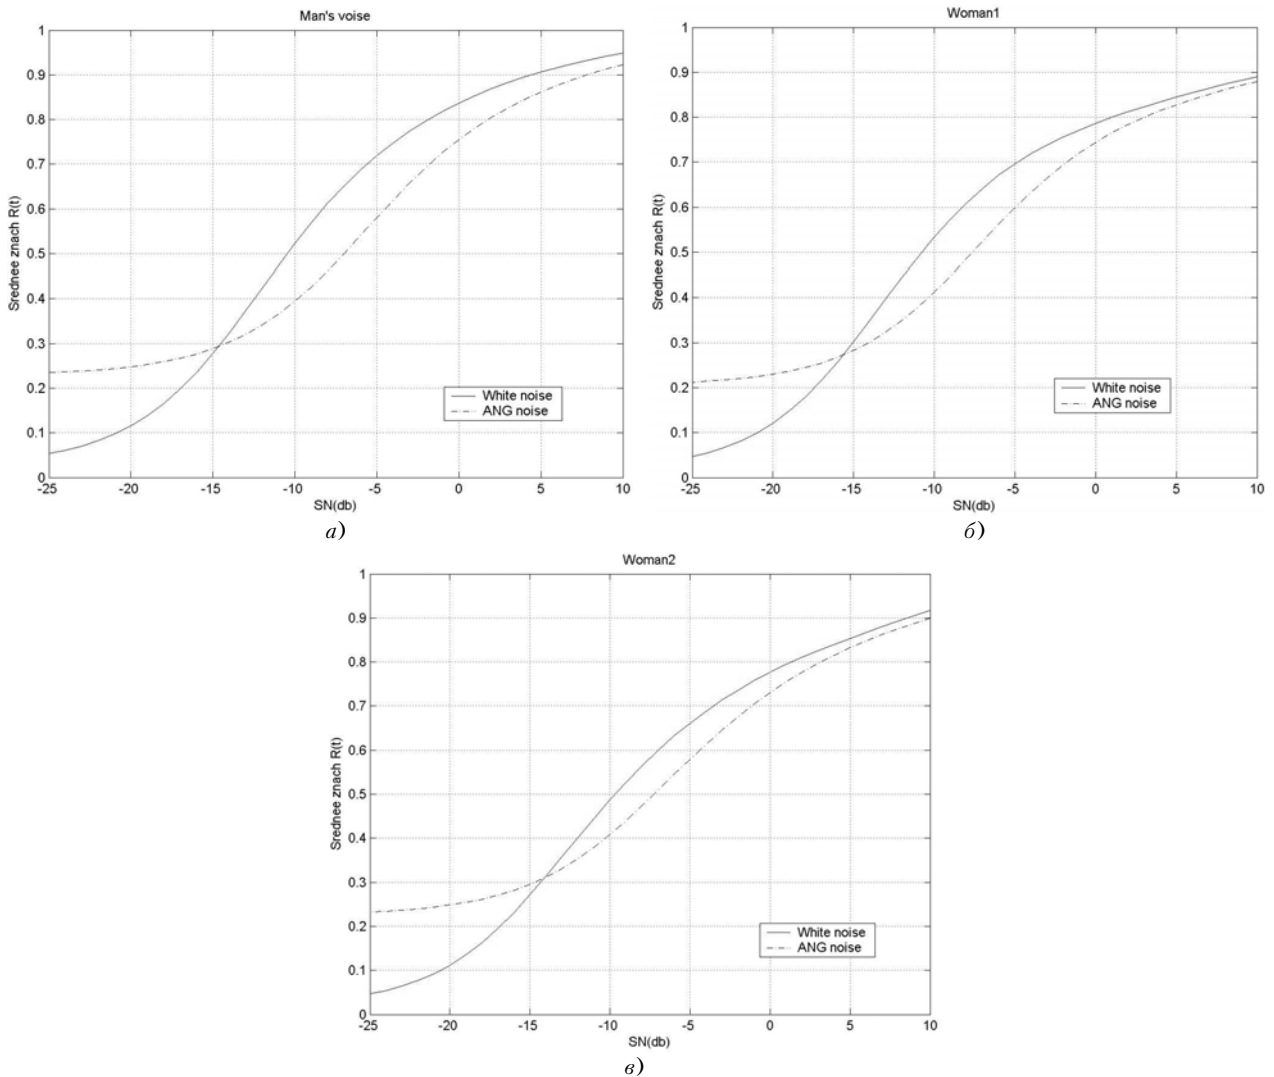 Man's voise
1
0.9
0.8
0.7
0.6
0.5
0.4
0.3
0.2
0.1
0
Srednee znach R(t)
White noise
ANG noise
-25 -20 -15 -10 -5 0 5 10
SN(db)
а)
Woman1
1
0.9
0.8
0.7
0.6
0.5
0.4
0.3
0.2
0.1
0
Srednee znach R(t)
White noise
ANG noise
-25 -20 -15 -10 -5 0 5 10
SN(db)
б)
Woman2
1
0.9
0.8
0.7
0.6
0.5
0.4
0.3
0.2
0.1
0
Srednee znach R(t)
White noise
ANG noise
-25 -20 -15 -10 -5 0 5 10
SN(db)
в)